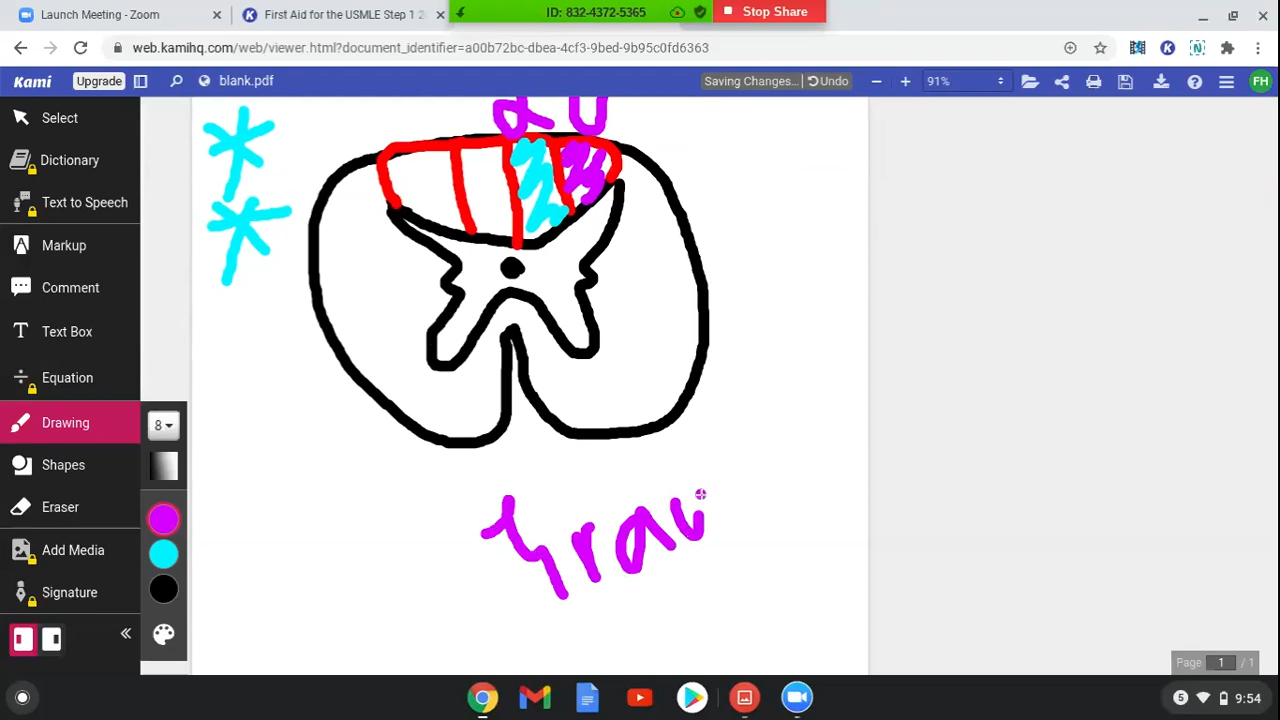 Launch Meeting - Zoom × First Aid for the USMLE Step 1 2 × ID: 832-4372-5365 Stop Share
web.kamihq.com/web/viewer.html?document_identifier=a00b72bc-dbea-4cf3-9bed-9b95c0fd6363
Kami Upgrade Saving Changes... Undo 91% FH
Select
Dictionary
Text to Speech
Markup
Comment
Text Box
Equation
Drawing
8
Shapes
Eraser
Add Media
Signature
Page 1 / 1
5 9:54